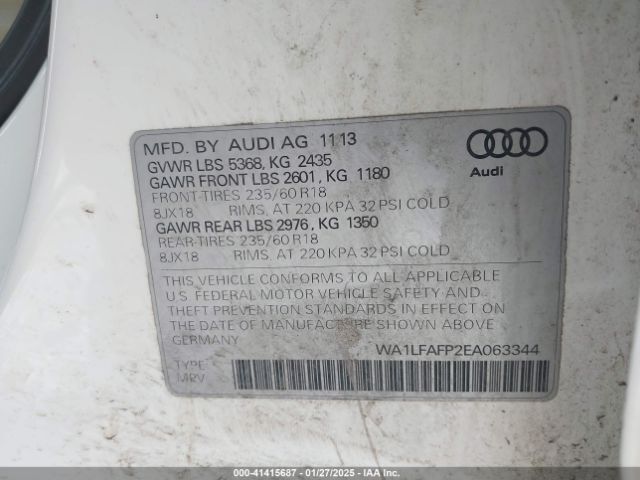 MFD. BY AUDI AG 11 13
GVWR LBS 5368, KG 2435
GAWR FRONT LBS 2601, KG 1180
FRONT-TIRES 235/60 R18
8JX18 RIMS, AT 220 KPA 32 PSI COLD
GAWR REAR LBS 2976, KG 1350
REAR-TIRES 235/60 R18
8JX18 RIMS, AT 220 KPA 32 PSI COLD
Audi
THIS VEHICLE CONFORMS TO ALL APPLICABLE
U.S. FEDERAL MOTOR VEHICLE SAFETY AND
THEFT PREVENTION STANDARDS IN EFFECT ON
THE DATE OF MANUFACTURE SHOWN ABOVE
GERMANY
WA1LFAFP2EA063344
TYPE:
MPV
000-41415687 - 01/27/2025 - IAA Inc.